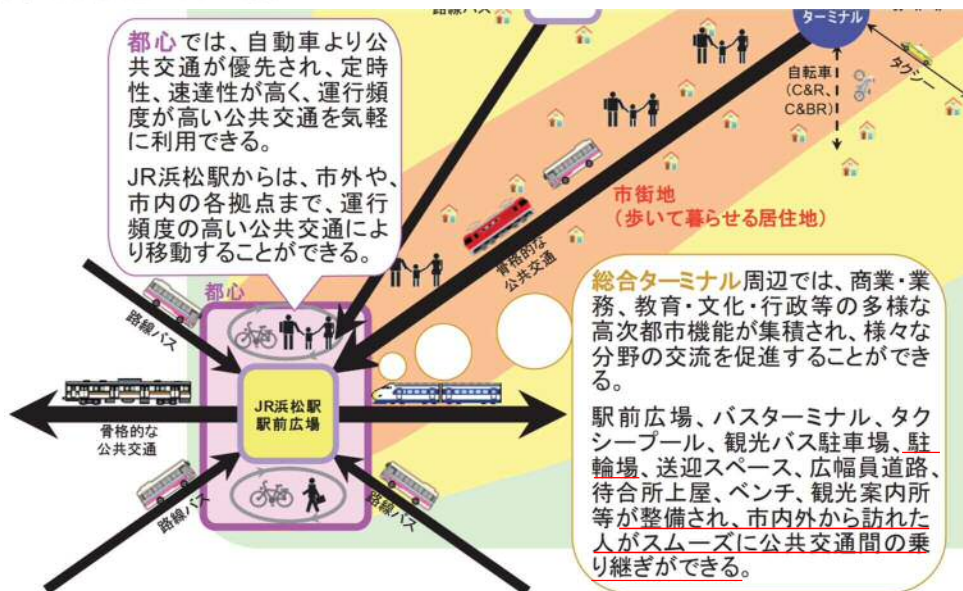 路線バス
ターミナル
都心では、自動車より公
共交通が優先され、定時
性、速達性が高く、運行頻
度が高い公共交通を気軽
に利用できる。
JR浜松駅からは、市外や、
市内の各拠点まで、運行
頻度の高い公共交通によ
り移動することができる。
タクシー
自転車
(C&R、
C&BR)
市街地
(歩いて暮らせる居住地)
骨格的な
公共交通
都心
路線バス
JR浜松駅
駅前広場
骨格的な
公共交通
路線バス
路線バス
総合ターミナル周辺では、商業・業
務、教育・文化・行政等の多様な
高次都市機能が集積され、様々な
分野の交流を促進することができ
る。
駅前広場、バスターミナル、タク
シープール、観光バス駐車場、駐
輪場、送迎スペース、広幅員道路、
待合所上屋、ベンチ、観光案内所
等が整備され、市内外から訪れた
人がスムーズに公共交通間の乗
り継ぎができる。